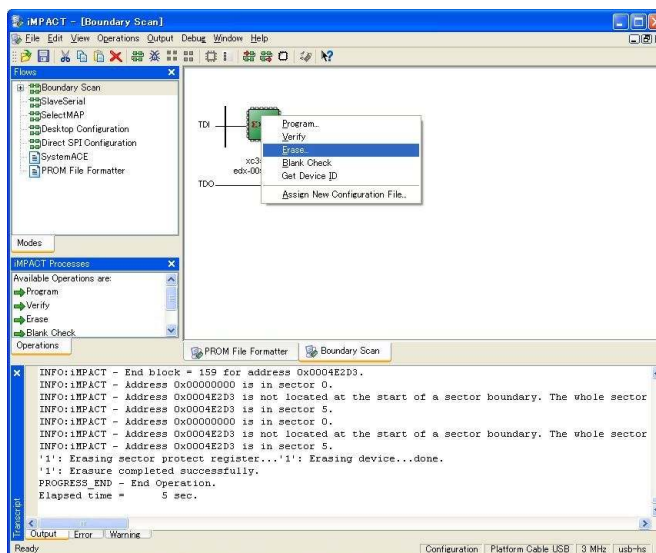 iMPACT - [Boundary Scan]
File Edit View Operations Output Debug Window Help
Flows
Boundary Scan
SlaveSerial
SelectMAP
Desktop Configuration
Direct SPI Configuration
SystemACE
PROM File Formatter
Modes
iMPACT Processes
Available Operations are:
Program
Verify
Erase
Blank Check
Operations
TDI
TDO
Program...
Verify
Erase...
Blank Check
Get Device ID
Assign New Configuration File...
PROM File Formatter
Boundary Scan
INFO:iMPACT - End block = 159 for address 0x0004E2D3.
INFO:iMPACT - Address 0x00000000 is in sector 0.
INFO:iMPACT - Address 0x0004E2D3 is not located at the start of a sector boundary. The whole sector
INFO:iMPACT - Address 0x0004E2D3 is in sector 5.
INFO:iMPACT - Address 0x00000000 is in sector 0.
INFO:iMPACT - Address 0x0004E2D3 is not located at the start of a sector boundary. The whole sector
INFO:iMPACT - Address 0x0004E2D3 is in sector 5.
'1': Erasing sector protect register...'1': Erasing device...done.
'1': Erasure completed successfully.
PROGRESS_END - End Operation.
Elapsed time = 5 sec.
Transcript
Output Error Warning
Ready Configuration Platform Cable USB 3 MHz usb-hs